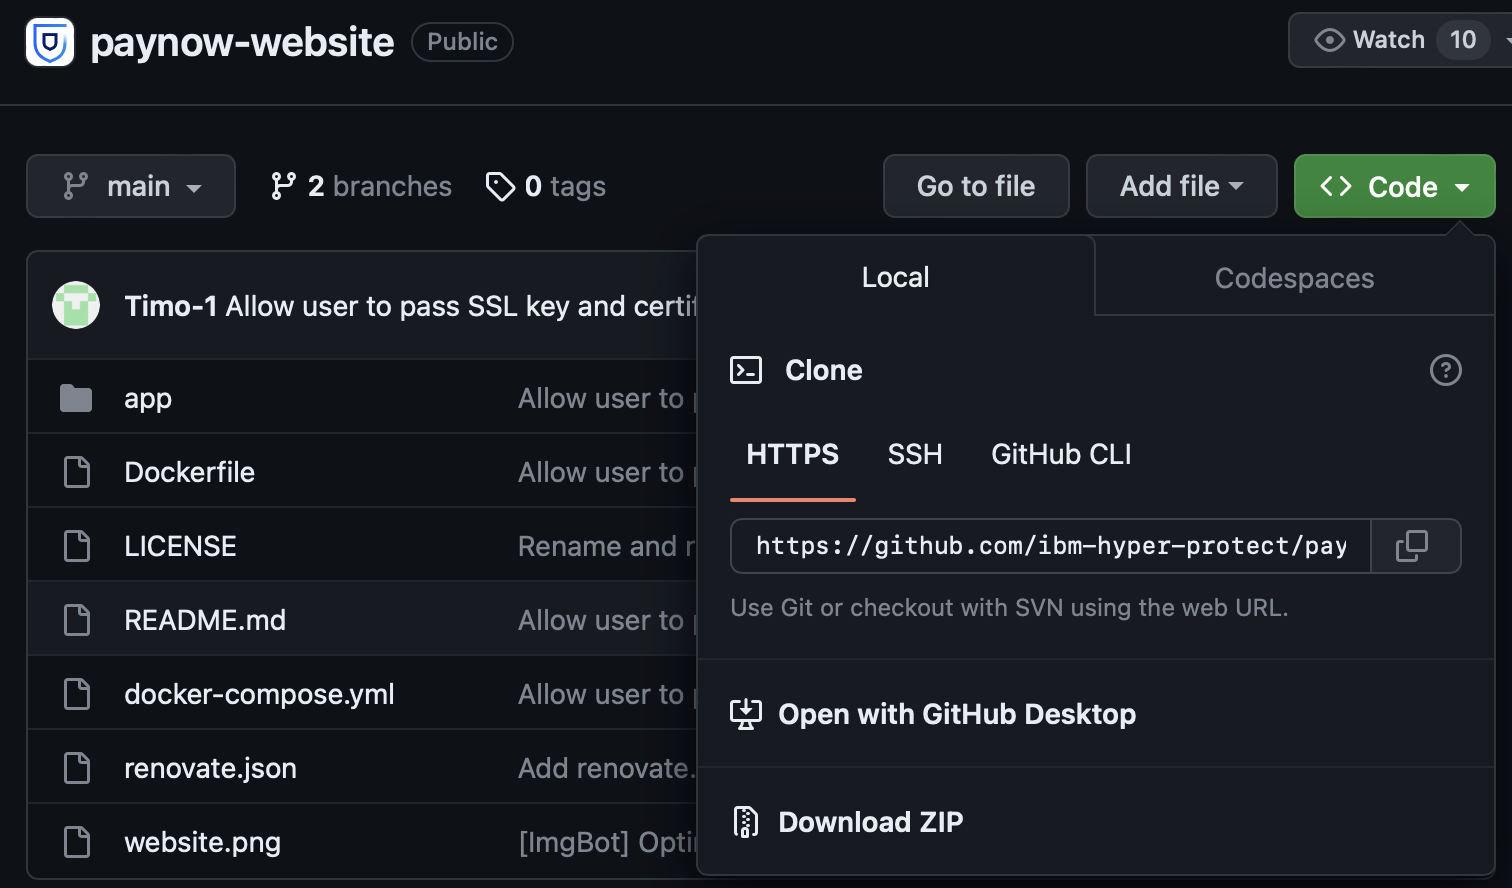 paynow-website Public
Watch 10
main 2 branches 0 tags Go to file Add file Code
Timo-1 Allow user to pass SSL key and certif
app Allow user to
Dockerfile Allow user to
LICENSE Rename and r
README.md Allow user to
docker-compose.yml Allow user to
renovate.json Add renovate.
website.png [ImgBot] Opti
Local Codespaces
Clone
HTTPS SSH GitHub CLI
https://github.com/ibm-hyper-protect/pay
Use Git or checkout with SVN using the web URL.
Open with GitHub Desktop
Download ZIP